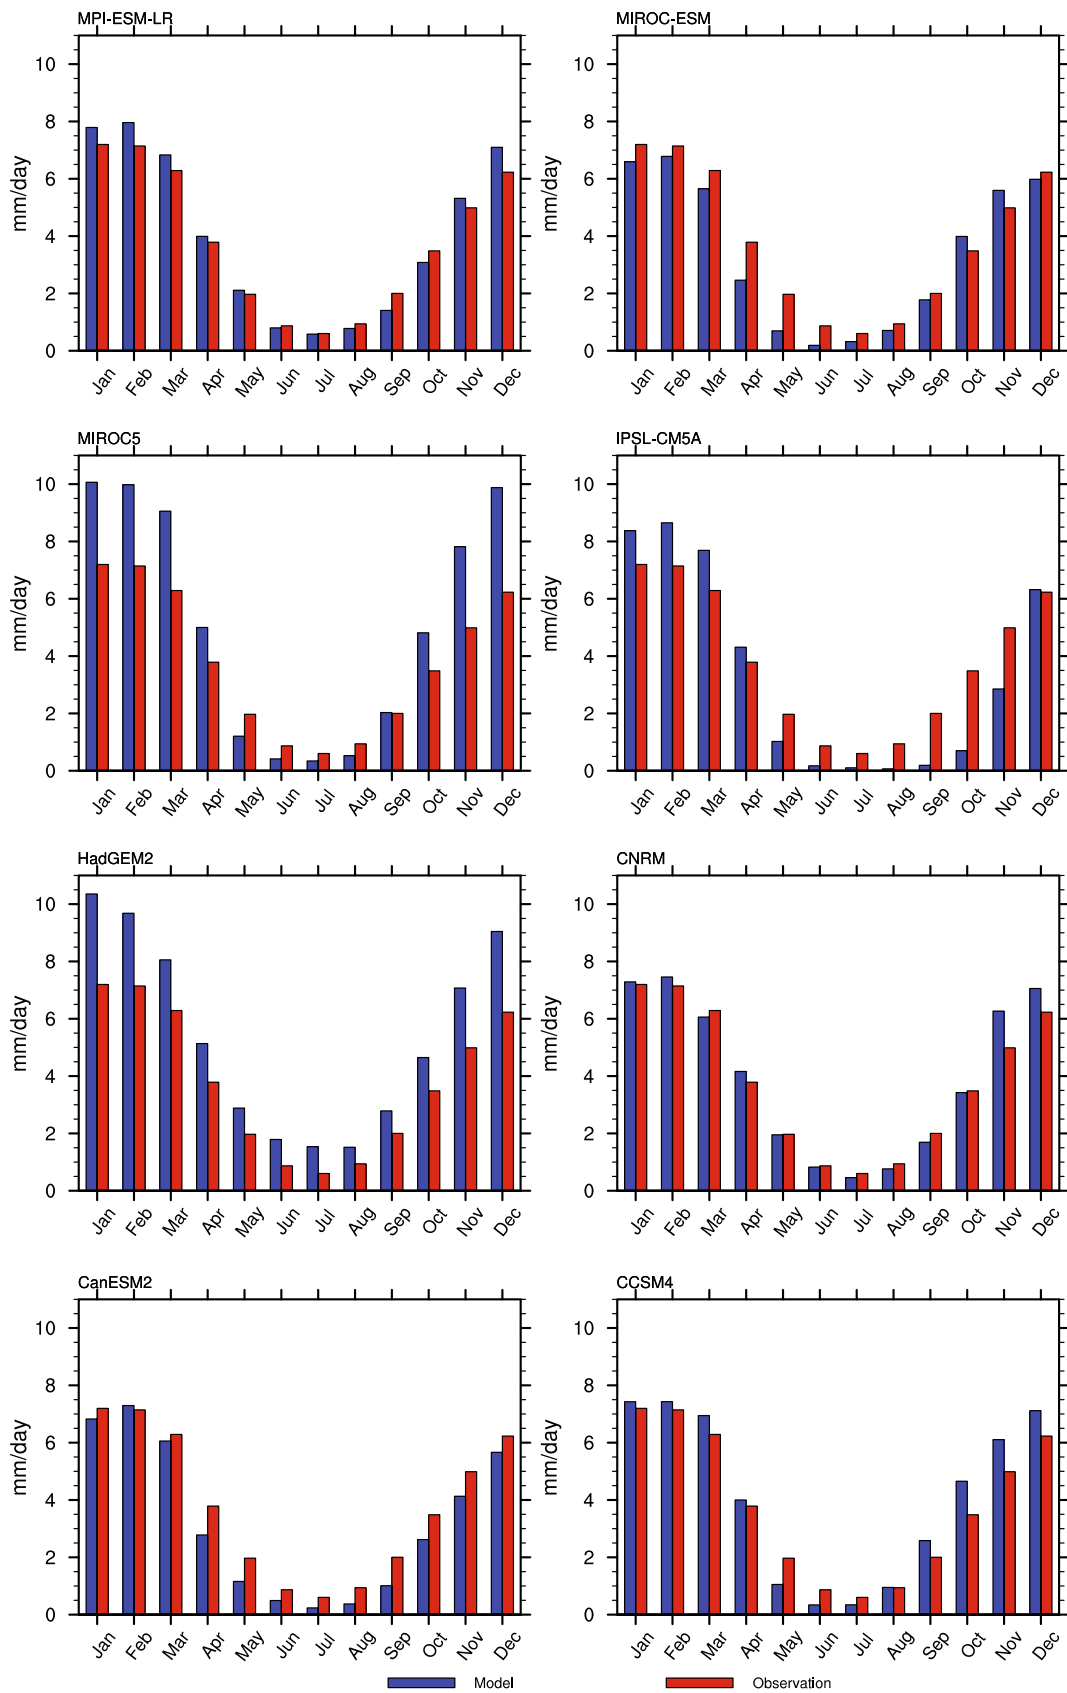 MPI-ESM-LR
mm/day
10
8
6
4
2
0
Jan Feb Mar Apr May Jun Jul Aug Sep Oct Nov Dec
MIROC-ESM
mm/day
10
8
6
4
2
0
Jan Feb Mar Apr May Jun Jul Aug Sep Oct Nov Dec
MIROC5
mm/day
10
8
6
4
2
0
Jan Feb Mar Apr May Jun Jul Aug Sep Oct Nov Dec
IPSL-CM5A
mm/day
10
8
6
4
2
0
Jan Feb Mar Apr May Jun Jul Aug Sep Oct Nov Dec
HadGEM2
mm/day
10
8
6
4
2
0
Jan Feb Mar Apr May Jun Jul Aug Sep Oct Nov Dec
CNRM
mm/day
10
8
6
4
2
0
Jan Feb Mar Apr May Jun Jul Aug Sep Oct Nov Dec
CanESM2
mm/day
10
8
6
4
2
0
Jan Feb Mar Apr May Jun Jul Aug Sep Oct Nov Dec
CCSM4
mm/day
10
8
6
4
2
0
Jan Feb Mar Apr May Jun Jul Aug Sep Oct Nov Dec
Model Observation